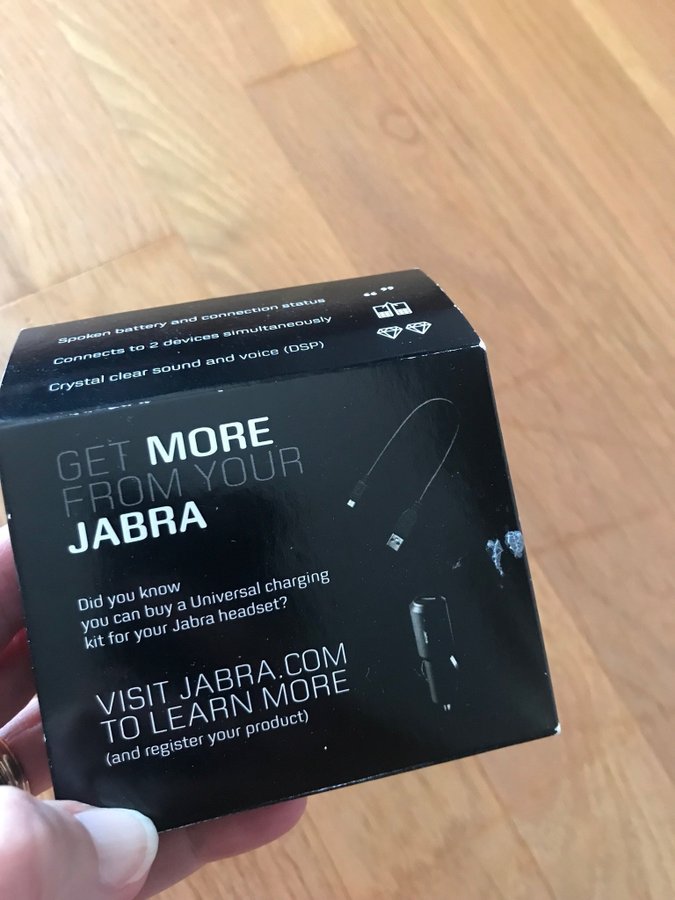 Spoken battery and connection status
Connects to 2 devices simultaneously
Crystal clear sound and voice (DSP)
GET MORE
FROM YOUR
JABRA
Did you know
you can buy a Universal charging
kit for your Jabra headset?
VISIT JABRA.COM
TO LEARN MORE
(and register your product)